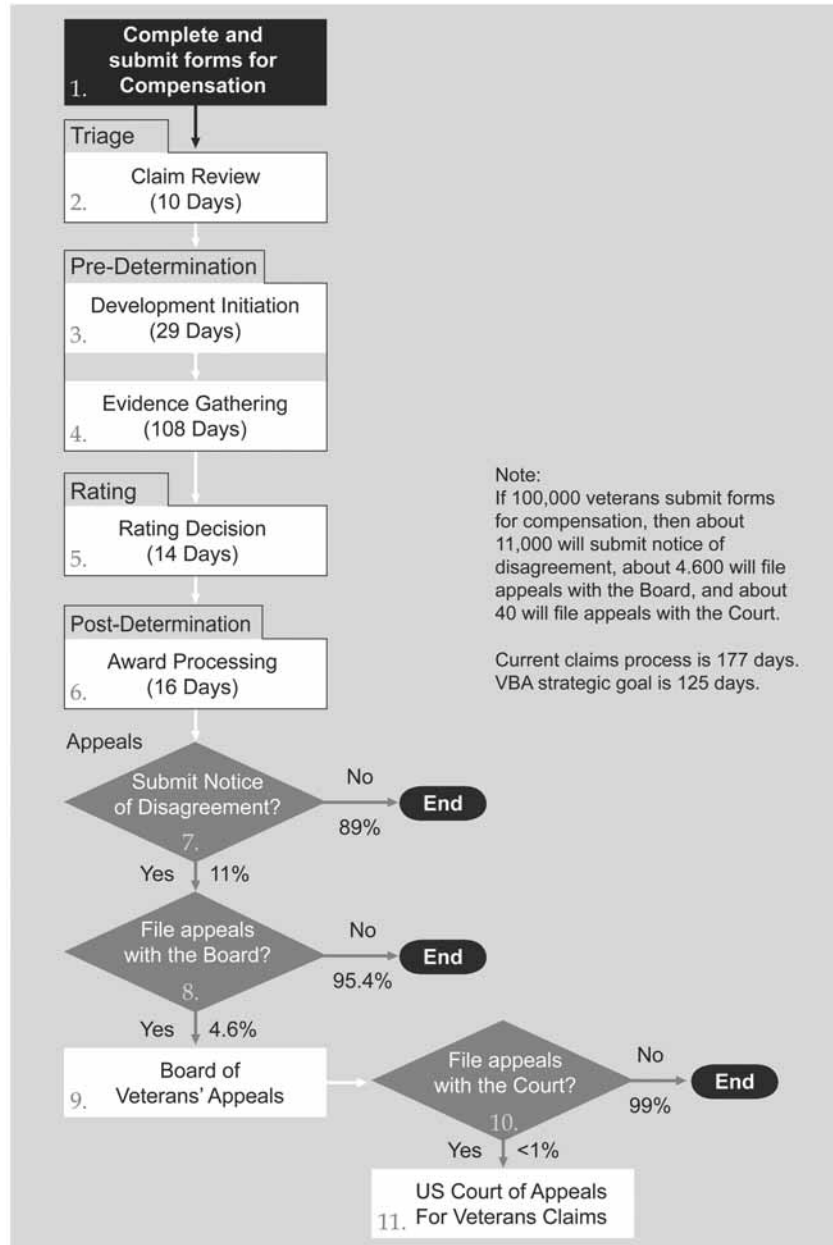 Complete and
submit forms for
1. Compensation
Triage
Claim Review
2. (10 Days)
Pre-Determination
Development Initiation
3. (29 Days)
Evidence Gathering
4. (108 Days)
Rating
Rating Decision
5. (14 Days)
Post-Determination
Award Processing
6. (16 Days)
Note:
If 100,000 veterans submit forms
for compensation, then about
11,000 will submit notice of
disagreement, about 4.600 will file
appeals with the Board, and about
40 will file appeals with the Court.
Current claims process is 177 days.
VBA strategic goal is 125 days.
Appeals
Submit Notice
of Disagreement?
7.
No
89%
End
Yes 11%
File appeals
with the Board?
8.
No
95.4%
End
Yes 4.6%
Board of
9. Veterans' Appeals
File appeals
with the Court?
10.
No
99%
End
Yes <1%
US Court of Appeals
11. For Veterans Claims